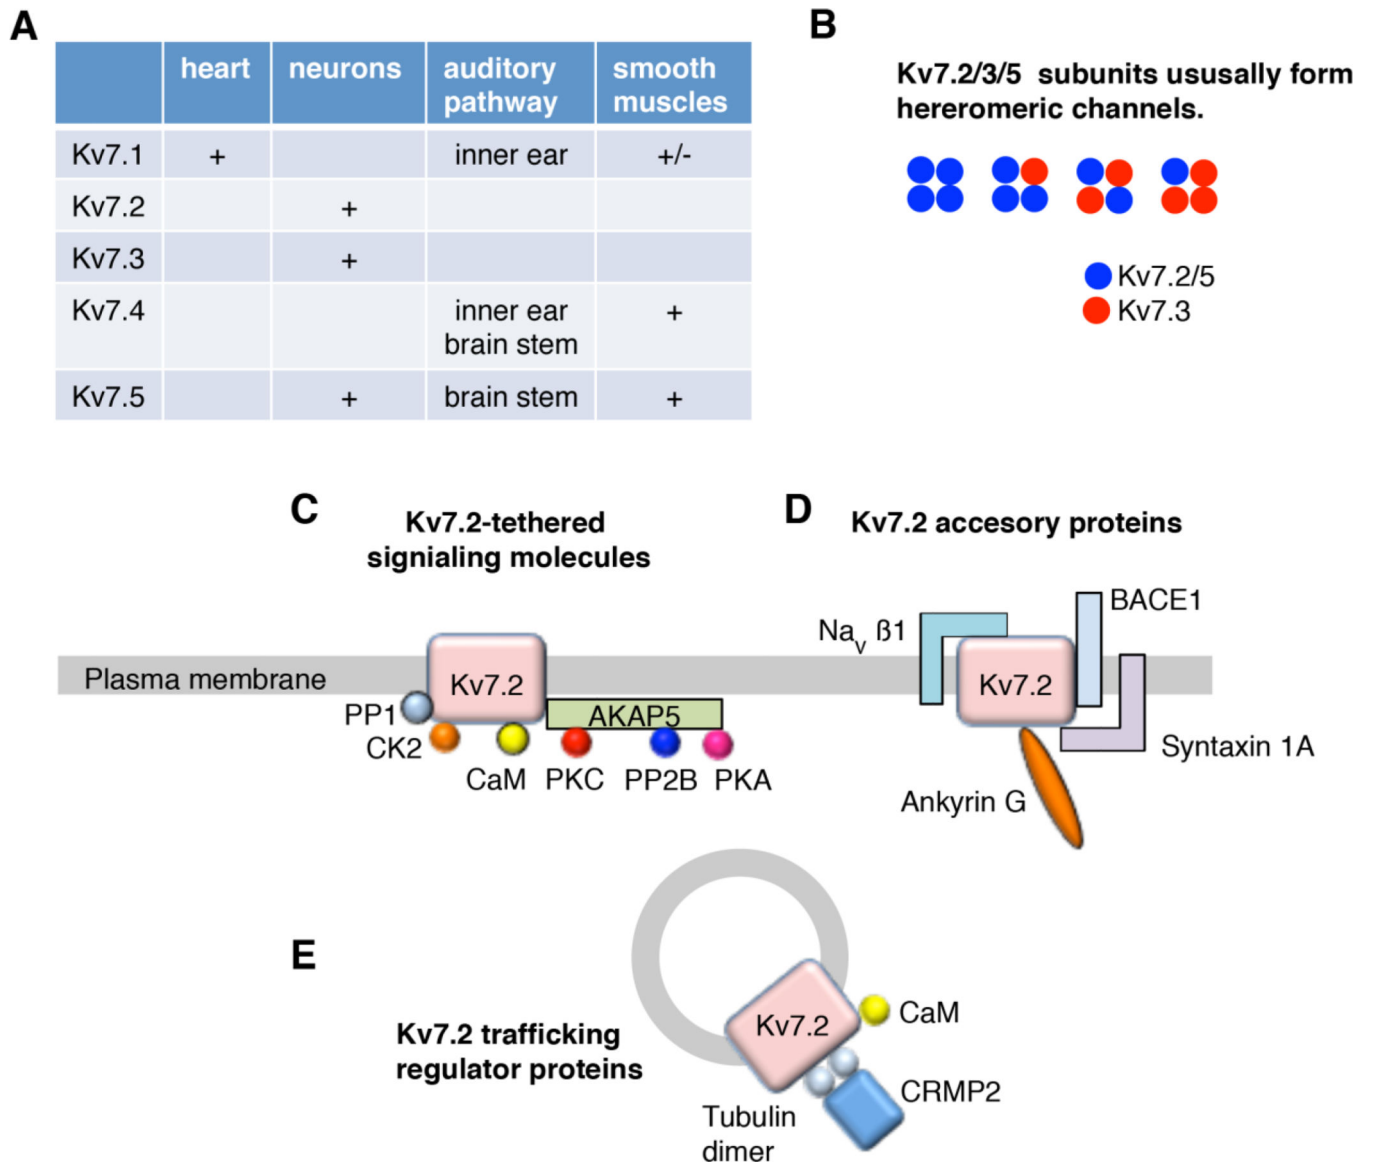 A
heart neurons auditory pathway smooth muscles
Kv7.1 + inner ear +/-
Kv7.2 +
Kv7.3 +
Kv7.4 inner ear brain stem +
Kv7.5 + brain stem +
B
Kv7.2/3/5 subunits ususally form
hereromeric channels.
Kv7.2/5
Kv7.3
C
Kv7.2-tethered
signialing molecules
Plasma membrane
Kv7.2
PP1
CK2
AKAP5
CaM PKC PP2B PKA
D
Kv7.2 accesory proteins
BACE1
Nav ß1
Kv7.2
Syntaxin 1A
Ankyrin G
E
Kv7.2 trafficking
regulator proteins
Kv7.2
CaM
CRMP2
Tubulin
dimer